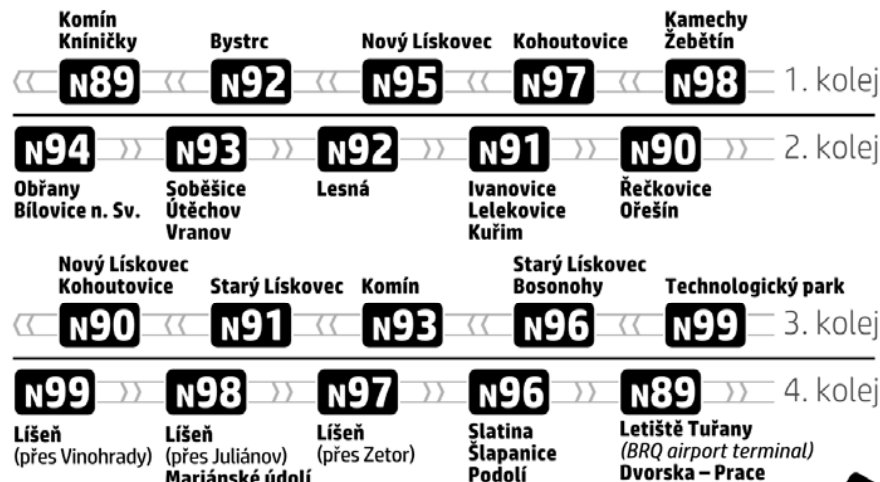 Komín
Kníničky
Bystrc
Nový Lískovec
Kohoutovice
Kamechy
Žebětín
N89 N92 N95 N97 N98 1. kolej
N94 N93 N92 N91 N90 2. kolej
Obřany
Bílovice n. Sv.
Soběšice
Útěchov
Vranov
Lesná
Ivanovice
Lelekovice
Kuřim
Řečkovice
Ořešín
Nový Lískovec
Kohoutovice
Starý Lískovec
Komín
Starý Lískovec
Bosonohy
Technologický park
N90 N91 N93 N96 N99 3. kolej
N99 N98 N97 N96 N89 4. kolej
Líšeň
(přes Vinohrady)
Líšeň
(přes Juliánov)
Mariánské údolí
Líšeň
(přes Zetor)
Slatina
Šlapanice
Podolí
Letiště Tuřany
(BRQ airport terminal)
Dvorska – Prace